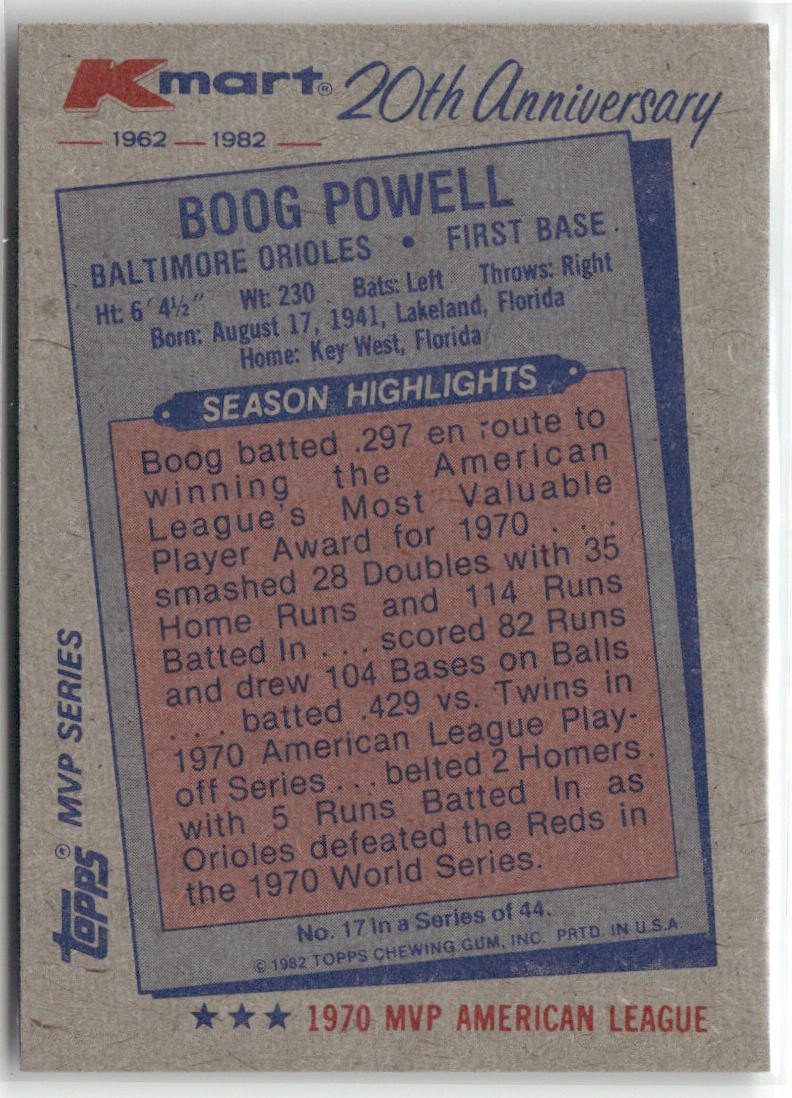 Kmart® 20th Anniversary
1962 — 1982
BOOG POWELL
BALTIMORE ORIOLES • FIRST BASE
Ht: 6'4½" Wt: 230 Bats: Left Throws: Right
Born: August 17, 1941, Lakeland, Florida
Home: Key West, Florida
SEASON HIGHLIGHTS
Boog batted .297 en route to
winning the American
League's Most Valuable
Player Award for 1970 . . .
smashed 28 Doubles with 35
Home Runs and 114 Runs
Batted In . . . scored 82 Runs
and drew 104 Bases on Balls
. . . batted .429 vs. Twins in
1970 American League Play-
off Series . . . belted 2 Homers
with 5 Runs Batted In as
Orioles defeated the Reds in
the 1970 World Series.
No. 17 In a Series of 44.
© 1982 TOPPS CHEWING GUM, INC. PRTD. IN U.S.A
topps® MVP SERIES
★★★ 1970 MVP AMERICAN LEAGUE